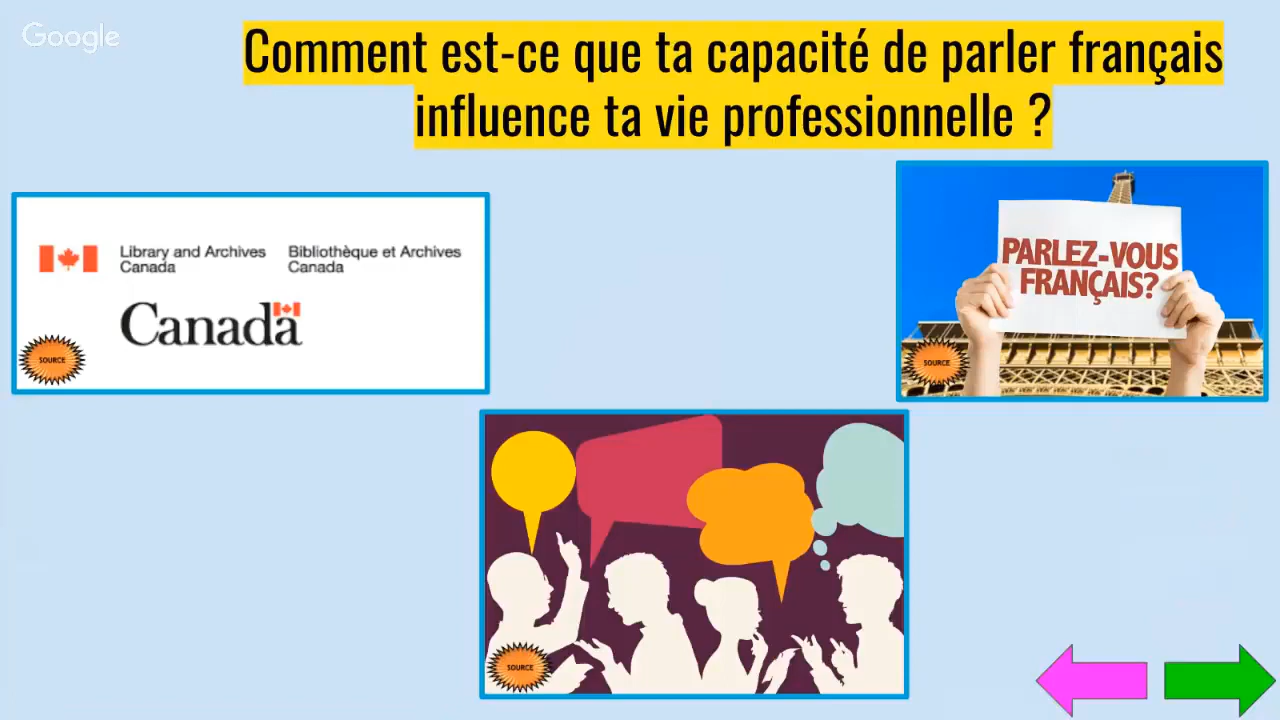 Google
Comment est-ce que ta capacité de parler français
influence ta vie professionnelle ?
Library and Archives
Canada
Bibliothèque et Archives
Canada
Canada
SOURCE
PARLEZ-VOUS
FRANÇAIS?
SOURCE
SOURCE